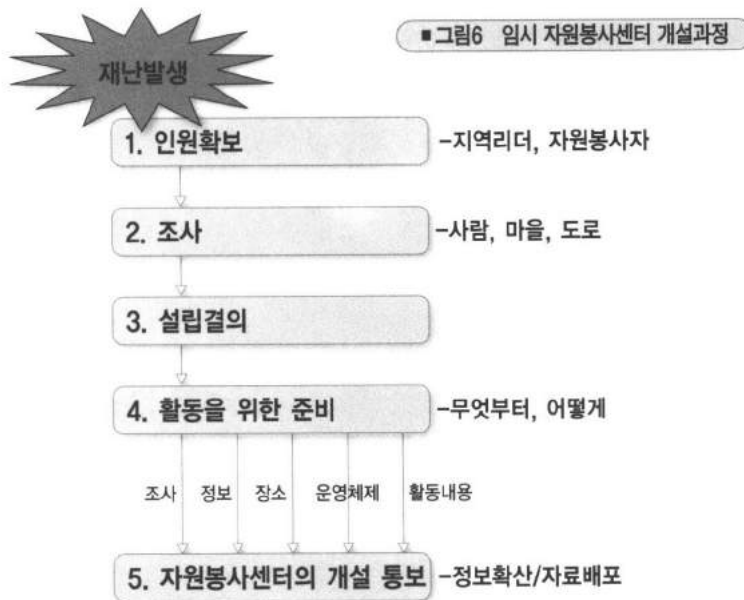 ■그림6 임시 자원봉사센터 개설과정
재난발생
1. 인원확보 -지역리더, 자원봉사자
2. 조사 -사람, 마을, 도로
3. 설립결의
4. 활동을 위한 준비 -무엇부터, 어떻게
조사 정보 장소 운영체제 활동내용
5. 자원봉사센터의 개설 통보 -정보확산/자료배포